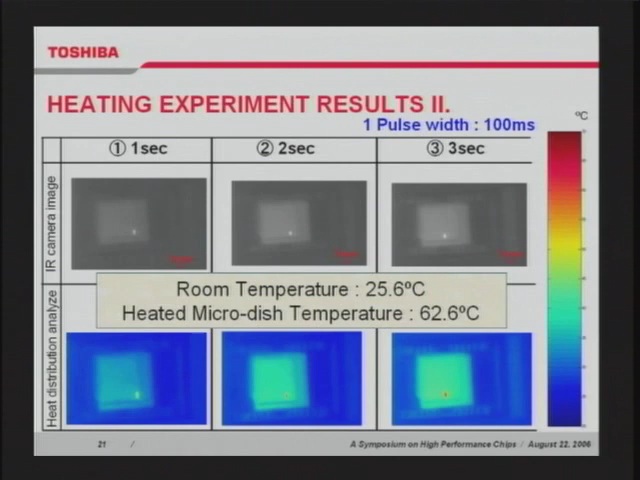 TOSHIBA
HEATING EXPERIMENT RESULTS II.
1 Pulse width : 100ms
ºC
① 1sec
② 2sec
③ 3sec
IR camera image
Room Temperature : 25.6ºC
Heated Micro-dish Temperature : 62.6ºC
Heat distribution analyze
21 /
A Symposium on High Performance Chips / August 22, 2006